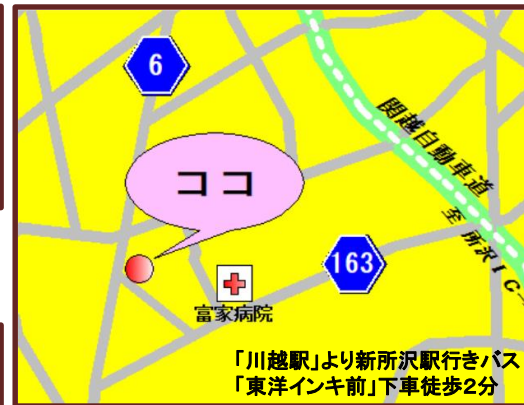 6
関越自動車道
ココ
至 所沢IC
163
富家病院
「川越駅」より新所沢駅行きバス
「東洋インキ前」下車徒歩2分